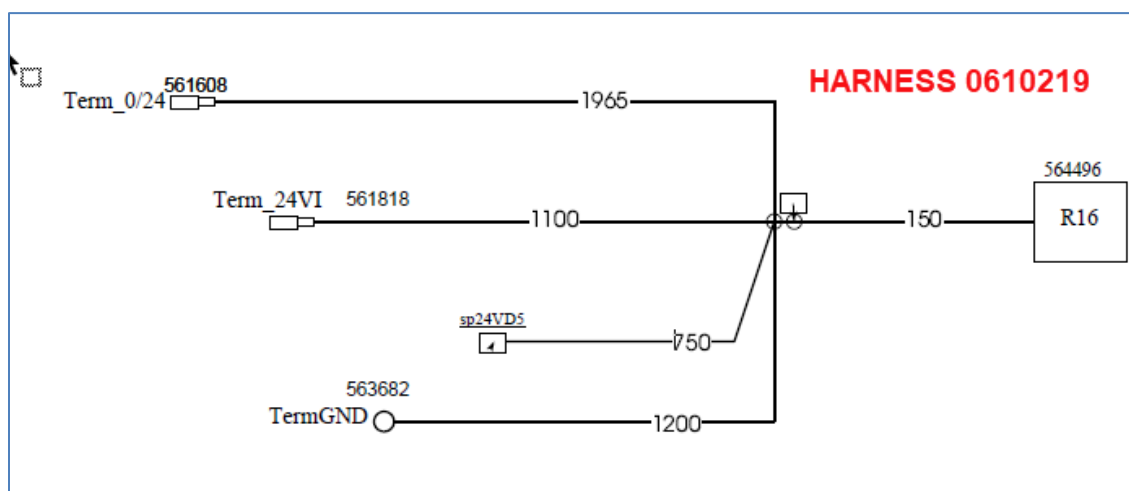 HARNESS 0610219
561608
Term_0/24
1965
564496
R16
Term_24VI
561818
1100
150
sp24VD5
750
563682
TermGND
1200